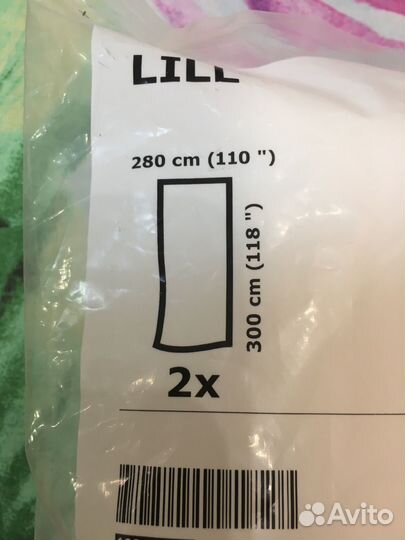 LILL
280 cm (110 ")
300 cm (118 ")
2x
Avito